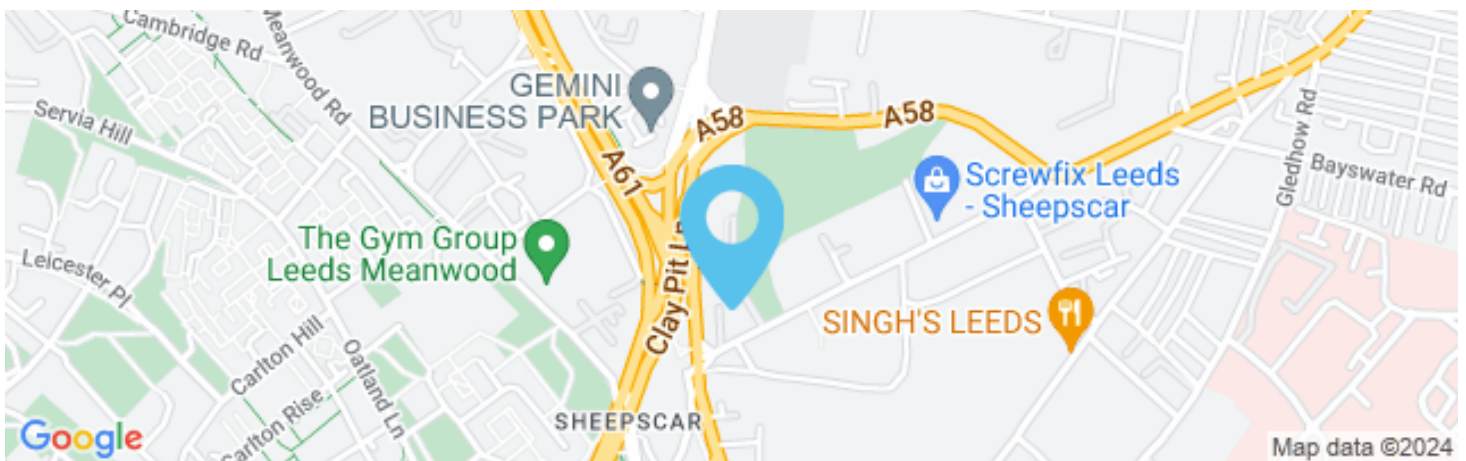 Cambridge Rd
Meanwood Rd
Servia Hill
GEMINI
BUSINESS PARK
A58
A58
A61
Gledhow Rd
Bayswater Rd
Screwfix Leeds
- Sheepscar
The Gym Group
Leeds Meanwood
Leicester Pl
Clay Pit Ln
SINGH'S LEEDS
Carlton Hill
Oatland Ln
Carlton Rise
SHEEPSCAR
Google
Map data ©2024